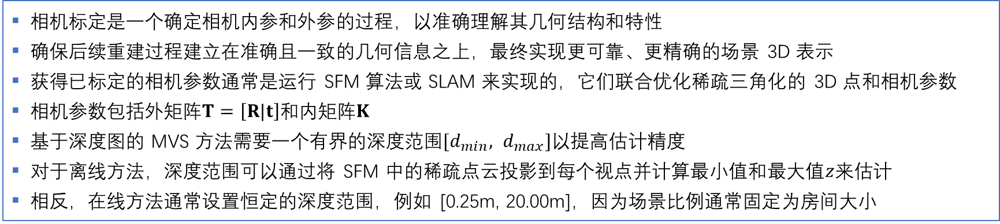 ▪ 相机标定是一个确定相机内参和外参的过程，以准确理解其几何结构和特性
▪ 确保后续重建过程建立在准确且一致的几何信息之上，最终实现更可靠、更精确的场景 3D 表示
▪ 获得已标定的相机参数通常是运行 SFM 算法或 SLAM 来实现的，它们联合优化稀疏三角化的 3D 点和相机参数
▪ 相机参数包括外矩阵T = [R|t]和内矩阵K
▪ 基于深度图的 MVS 方法需要一个有界的深度范围[d_min, d_max]以提高估计精度
▪ 对于离线方法，深度范围可以通过将 SFM 中的稀疏点云投影到每个视点并计算最小值和最大值z来估计
▪ 相反，在线方法通常设置恒定的深度范围，例如 [0.25m, 20.00m]，因为场景比例通常固定为房间大小